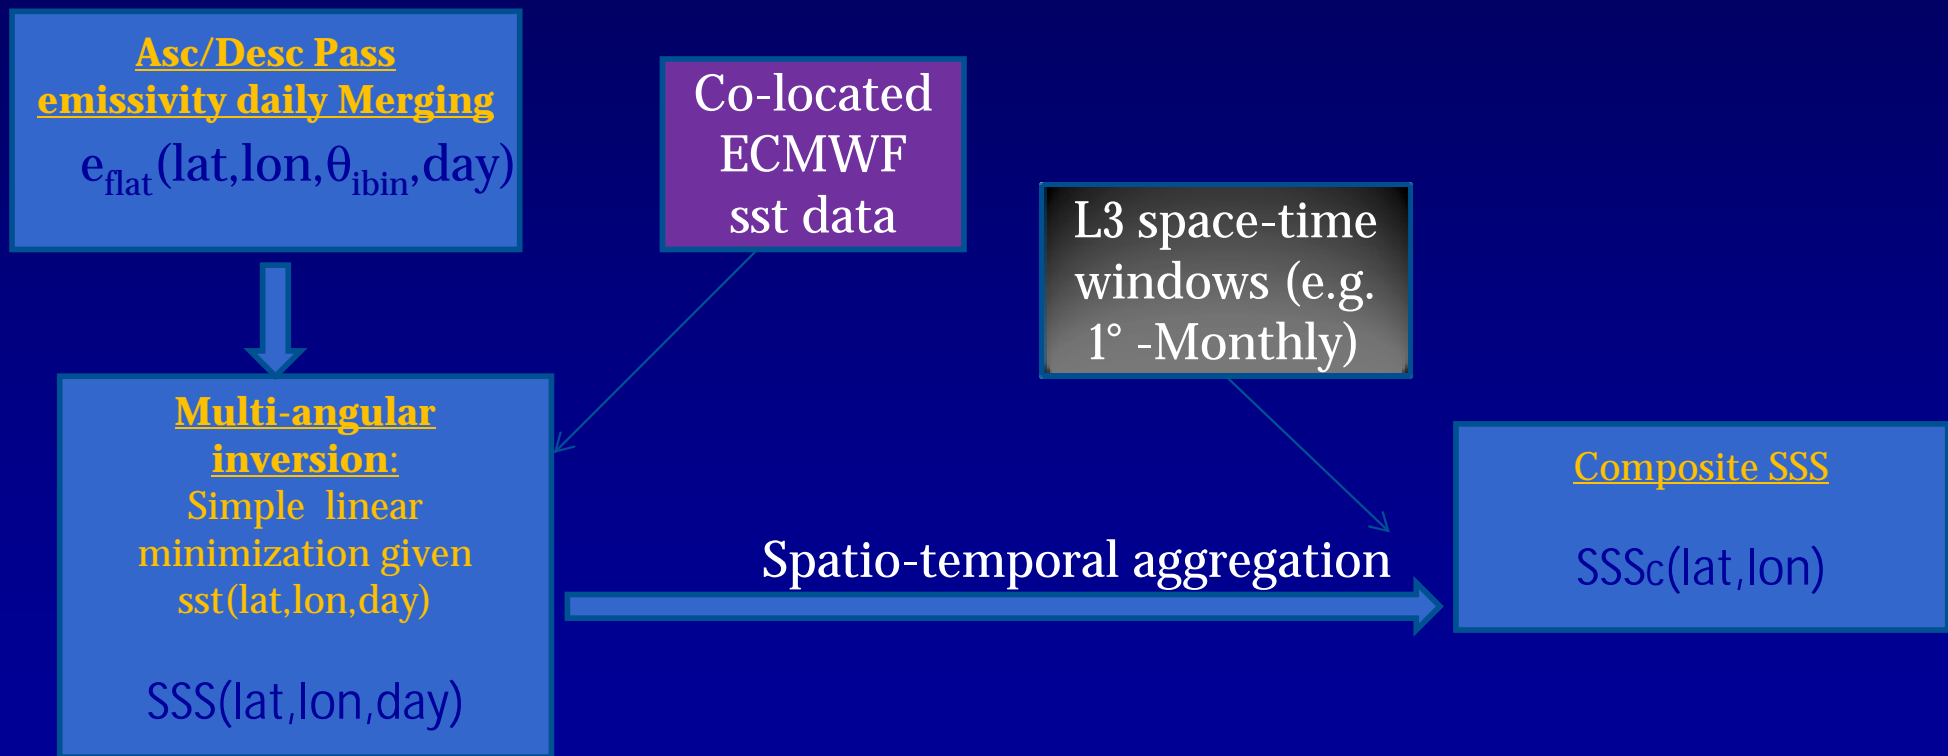 Asc/Desc Pass
emissivity daily Merging
e_flat(lat,lon,θ_ibin,day)
Co-located
ECMWF
sst data
L3 space-time
windows (e.g.
1° -Monthly)
Multi-angular
inversion:
Simple linear
minimization given
sst(lat,lon,day)
SSS(lat,lon,day)
Spatio-temporal aggregation
Composite SSS
SSSc(lat,lon)